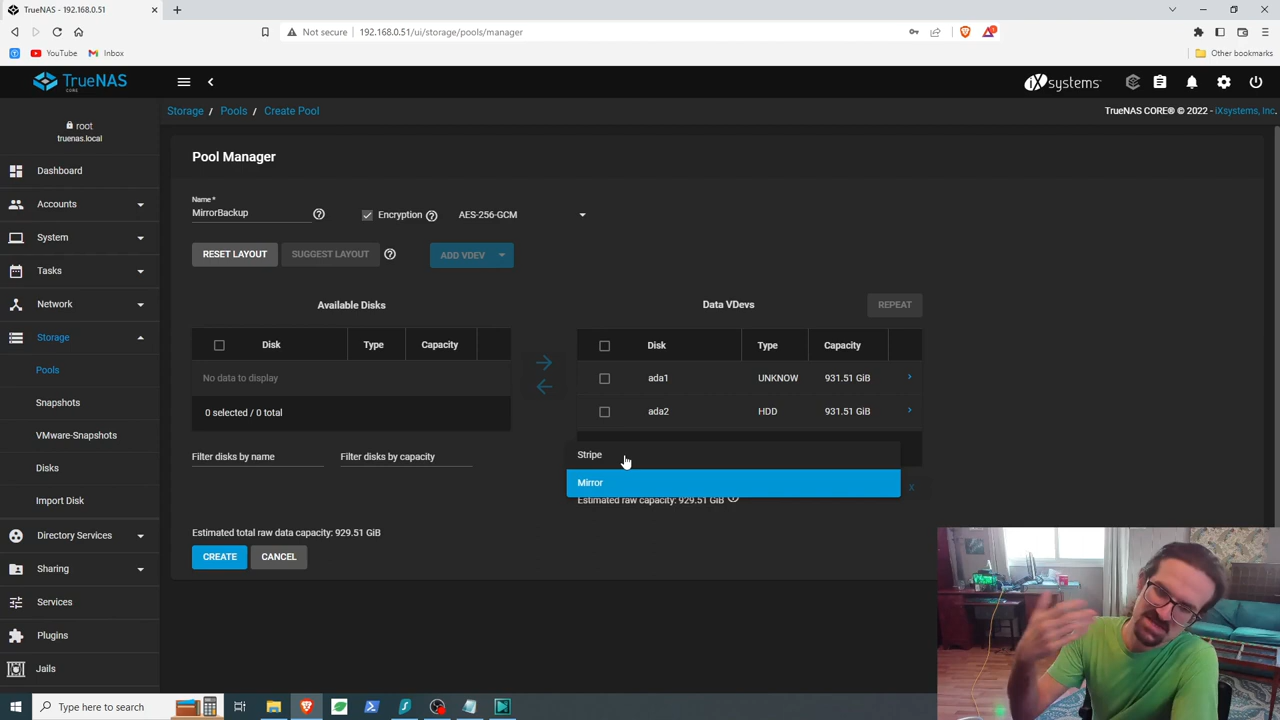 TrueNAS - 192.168.0.51
Not secure
192.168.0.51/ui/storage/pools/manager
YouTube
Inbox
Other bookmarks
TrueNAS
CORE
iXsystems
Storage / Pools / Create Pool
TrueNAS CORE® © 2022 - iXsystems, Inc.
root
truenas.local
Dashboard
Accounts
System
Tasks
Network
Storage
Pools
Snapshots
VMware-Snapshots
Disks
Import Disk
Directory Services
Sharing
Services
Plugins
Jails
Pool Manager
Name *
MirrorBackup
Encryption
AES-256-GCM
RESET LAYOUT
SUGGEST LAYOUT
ADD VDEV
Available Disks
Disk Type Capacity
No data to display
0 selected / 0 total
Filter disks by name
Filter disks by capacity
Data VDevs
REPEAT
Disk Type Capacity
ada1 UNKNOW 931.51 GiB
ada2 HDD 931.51 GiB
Stripe
Mirror
X
Estimated raw capacity: 929.51 GiB
Estimated total raw data capacity: 929.51 GiB
CREATE
CANCEL
Type here to search